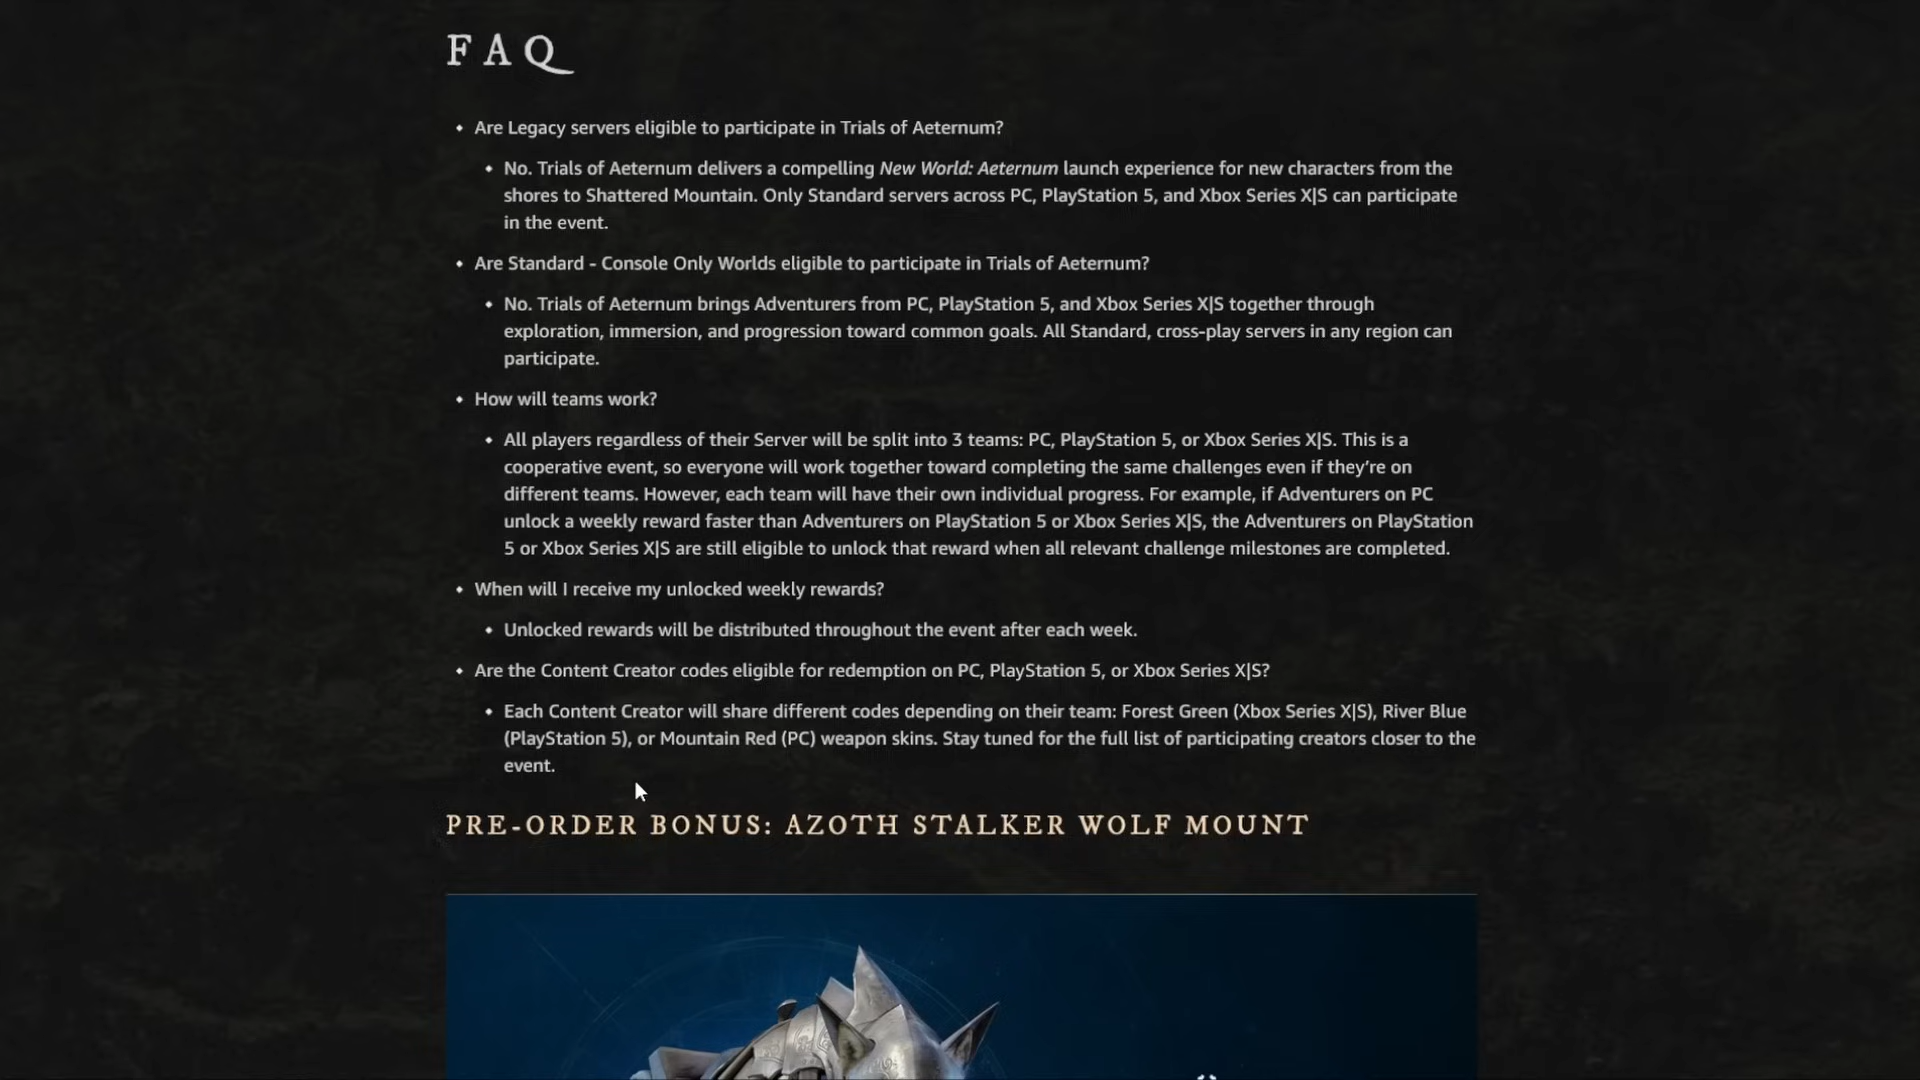 FAQ
Are Legacy servers eligible to participate in Trials of Aeternum?
No. Trials of Aeternum delivers a compelling New World: Aeternum launch experience for new characters from the
shores to Shattered Mountain. Only Standard servers across PC, PlayStation 5, and Xbox Series X|S can participate
in the event.
Are Standard - Console Only Worlds eligible to participate in Trials of Aeternum?
No. Trials of Aeternum brings Adventurers from PC, PlayStation 5, and Xbox Series X|S together through
exploration, immersion, and progression toward common goals. All Standard, cross-play servers in any region can
participate.
How will teams work?
All players regardless of their Server will be split into 3 teams: PC, PlayStation 5, or Xbox Series X|S. This is a
cooperative event, so everyone will work together toward completing the same challenges even if they’re on
different teams. However, each team will have their own individual progress. For example, if Adventurers on PC
unlock a weekly reward faster than Adventurers on PlayStation 5 or Xbox Series X|S, the Adventurers on PlayStation
5 or Xbox Series X|S are still eligible to unlock that reward when all relevant challenge milestones are completed.
When will I receive my unlocked weekly rewards?
Unlocked rewards will be distributed throughout the event after each week.
Are the Content Creator codes eligible for redemption on PC, PlayStation 5, or Xbox Series X|S?
Each Content Creator will share different codes depending on their team: Forest Green (Xbox Series X|S), River Blue
(PlayStation 5), or Mountain Red (PC) weapon skins. Stay tuned for the full list of participating creators closer to the
event.
PRE-ORDER BONUS: AZOTH STALKER WOLF MOUNT